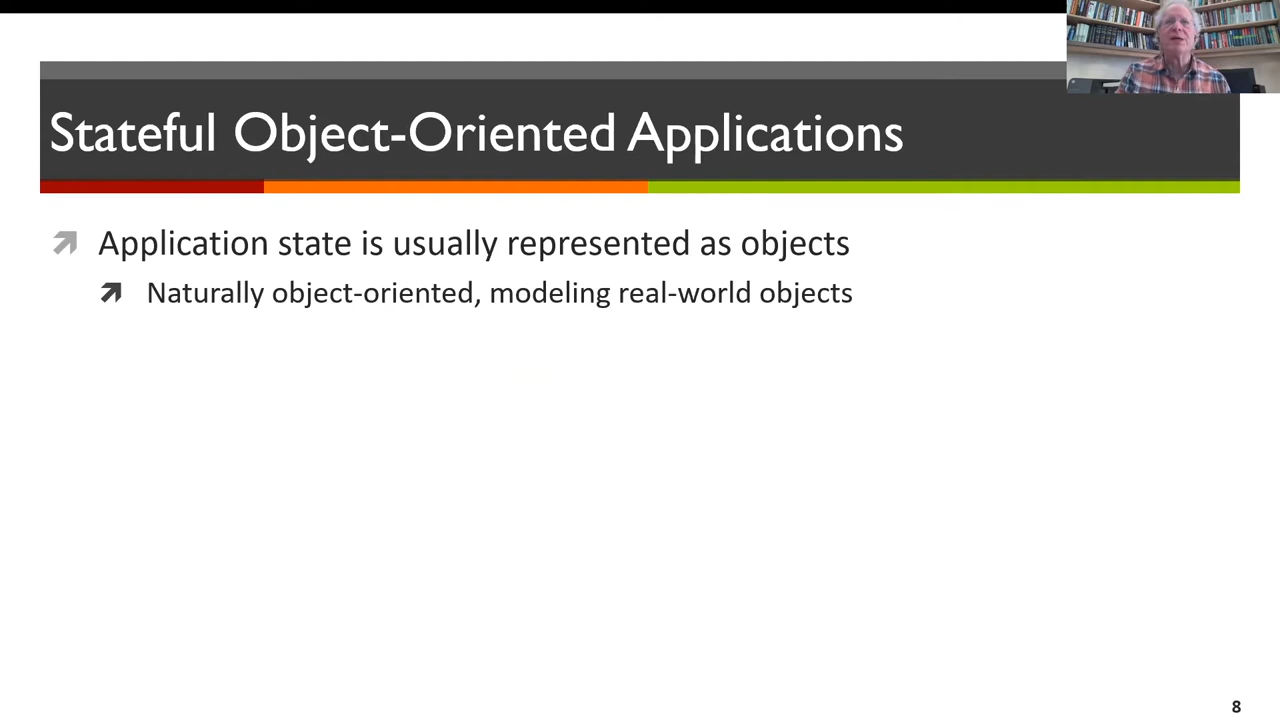 Stateful Object-Oriented Applications
Application state is usually represented as objects
Naturally object-oriented, modeling real-world objects
8